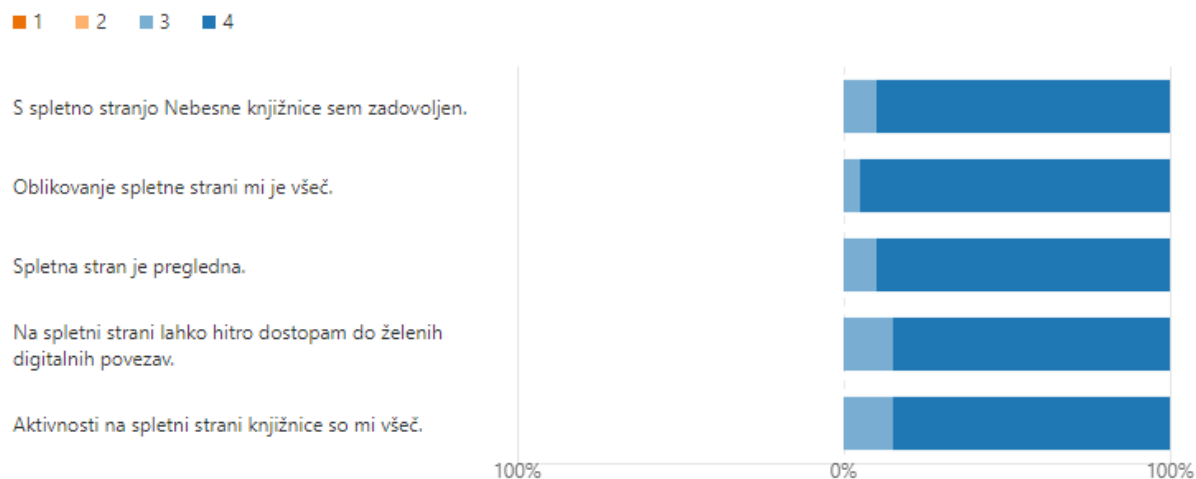 1 2 3 4
S spletno stranjo Nebesne knjižnice sem zadovoljen.
Oblikovanje spletne strani mi je všeč.
Spletna stran je pregledna.
Na spletni strani lahko hitro dostopam do želenih
digitalnih povezav.
Aktivnosti na spletni strani knjižnice so mi všeč.
100% 0% 100%